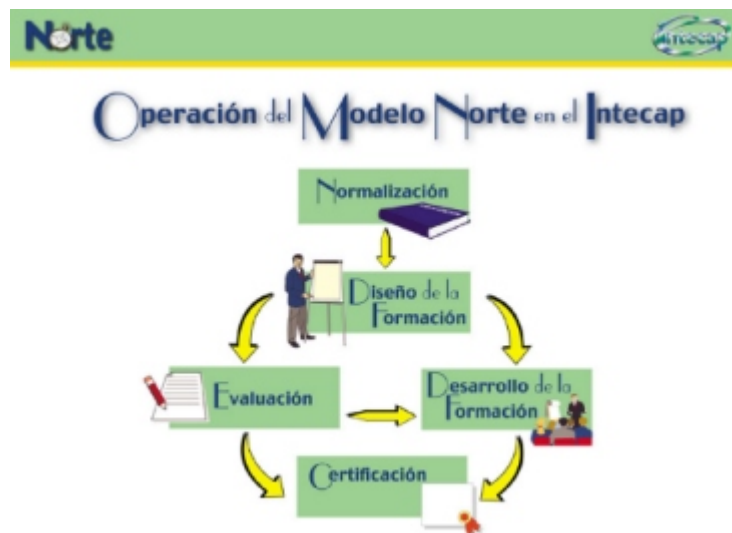 Norte
Intecap
Operación del Modelo Norte en el Intecap
Normalización
Diseño de la
Formación
Evaluación
Desarrollo de la
Formación
Certificación